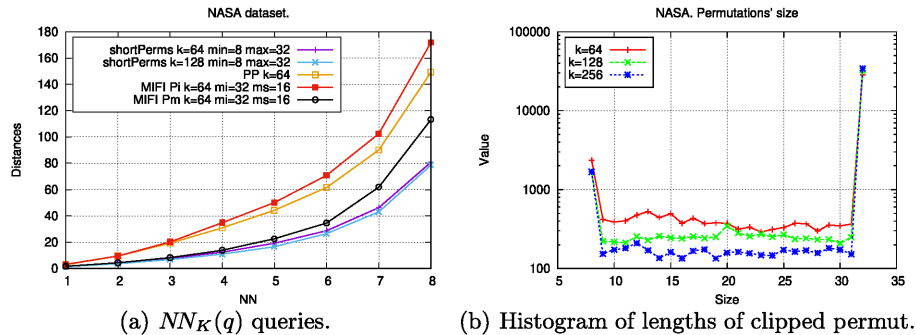 NASA dataset.
180
160
140
120
100
80
60
40
20
0
Distances
shortPerms k=64 min=8 max=32
shortPerms k=128 min=8 max=32
PP k=64
MIFI Pi k=64 mi=32 ms=16
MIFI Pm k=64 mi=32 ms=16
1 2 3 4 5 6 7 8
NN
(a) NN_K(q) queries.
NASA. Permutations' size
100000
10000
1000
100
Value
k=64
k=128
k=256
5 10 15 20 25 30 35
Size
(b) Histogram of lengths of clipped permut.